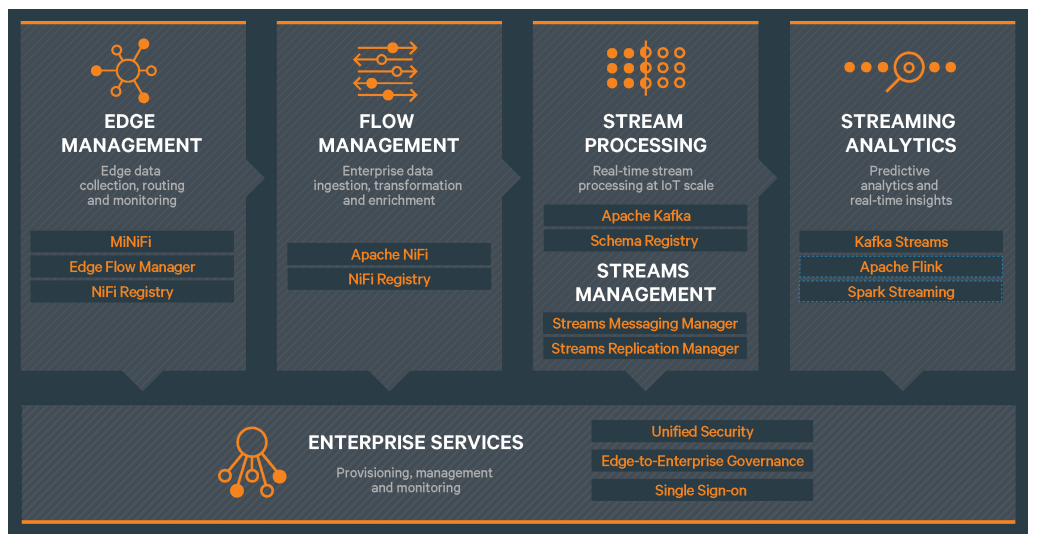 EDGE
MANAGEMENT
Edge data
collection, routing
and monitoring
MiNiFi
Edge Flow Manager
NiFi Registry
FLOW
MANAGEMENT
Enterprise data
ingestion, transformation
and enrichment
Apache NiFi
NiFi Registry
STREAM
PROCESSING
Real-time stream
processing at IoT scale
Apache Kafka
Schema Registry
STREAMS
MANAGEMENT
Streams Messaging Manager
Streams Replication Manager
STREAMING
ANALYTICS
Predictive
analytics and
real-time insights
Kafka Streams
Apache Flink
Spark Streaming
ENTERPRISE SERVICES
Provisioning, management
and monitoring
Unified Security
Edge-to-Enterprise Governance
Single Sign-on